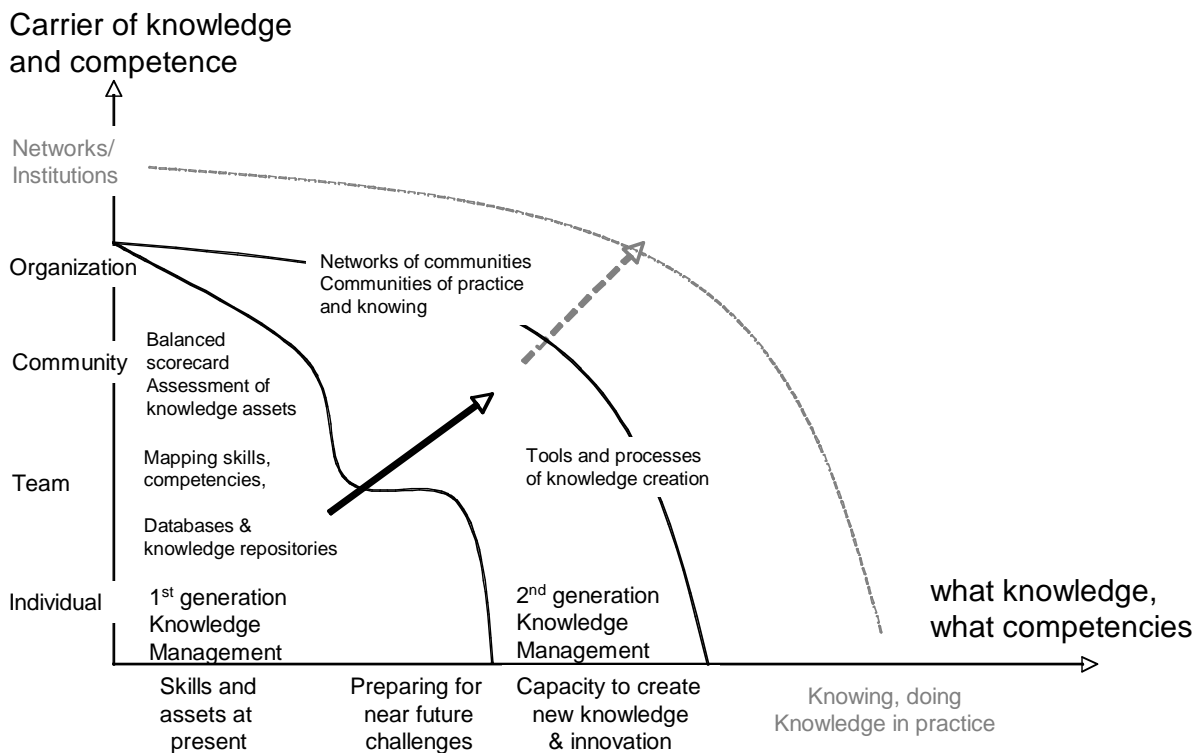 Carrier of knowledge
and competence
Networks/
Institutions
Organization
Networks of communities
Communities of practice
and knowing
Community
Balanced
scorecard
Assessment of
knowledge assets
Team
Mapping skills,
competencies,
Tools and processes
of knowledge creation
Databases &
knowledge repositories
Individual
1st generation
Knowledge
Management
2nd generation
Knowledge
Management
what knowledge,
what competencies
Skills and
assets at
present
Preparing for
near future
challenges
Capacity to create
new knowledge
& innovation
Knowing, doing
Knowledge in practice